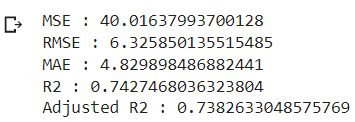 MSE : 40.01637993700128
RMSE : 6.325850135515485
MAE : 4.829898486882441
R2 : 0.7427468036323804
Adjusted R2 : 0.7382633048575769